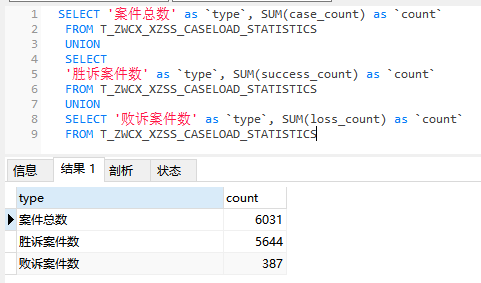 1 SELECT '案件总数' as `type`, SUM(case_count) as `count`
2 FROM T_ZWCX_XZSS_CASELOAD_STATISTICS
3 UNION
4 SELECT
5 '胜诉案件数' as `type`, SUM(success_count) as `count`
6 FROM T_ZWCX_XZSS_CASELOAD_STATISTICS
7 UNION
8 SELECT '败诉案件数' as `type`, SUM(loss_count) as `count`
9 FROM T_ZWCX_XZSS_CASELOAD_STATISTICS
信息 结果 1 剖析 状态
type count
案件总数 6031
胜诉案件数 5644
败诉案件数 387